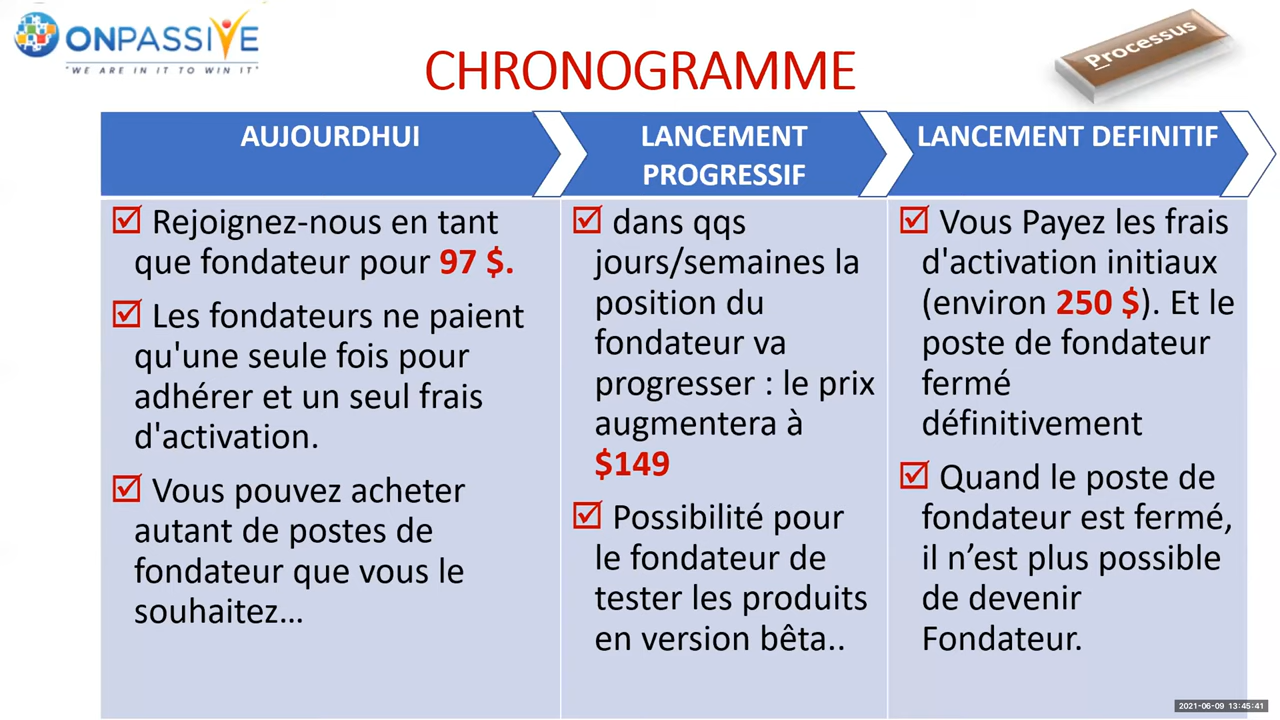 ONPASSIVE
"WE ARE IN IT TO WIN IT"
CHRONOGRAMME
Processus
AUJOURDHUI
☑ Rejoignez-nous en tant
que fondateur pour 97 $.
☑ Les fondateurs ne paient
qu'une seule fois pour
adhérer et un seul frais
d'activation.
☑ Vous pouvez acheter
autant de postes de
fondateur que vous le
souhaitez...
LANCEMENT
PROGRESSIF
☑ dans qqs
jours/semaines la
position du
fondateur va
progresser : le prix
augmentera à
$149
☑ Possibilité pour
le fondateur de
tester les produits
en version bêta..
LANCEMENT DEFINITIF
☑ Vous Payez les frais
d'activation initiaux
(environ 250 $). Et le
poste de fondateur
fermé
définitivement
☑ Quand le poste de
fondateur est fermé,
il n’est plus possible
de devenir
Fondateur.
2021-06-09 13:45:41